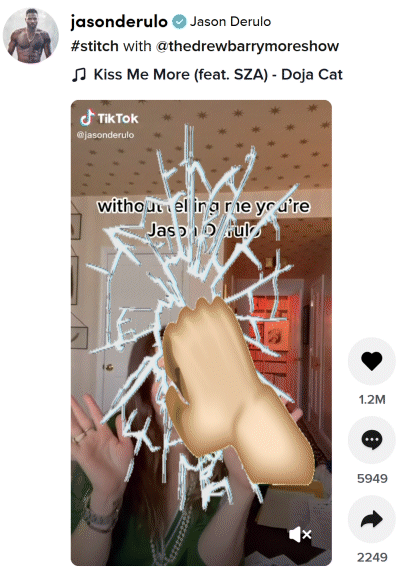 jasonderulo Jason Derulo
#stitch with @thedrewbarrymoreshow
Kiss Me More (feat. SZA) - Doja Cat
TikTok
@jasonderulo
without telling me you're
Jason Derulo
1.2M
5949
2249